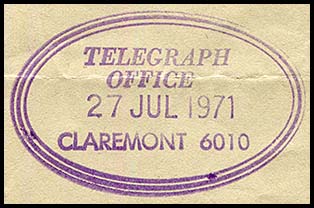 TELEGRAPH
OFFICE
27 JUL 1971
CLAREMONT 6010